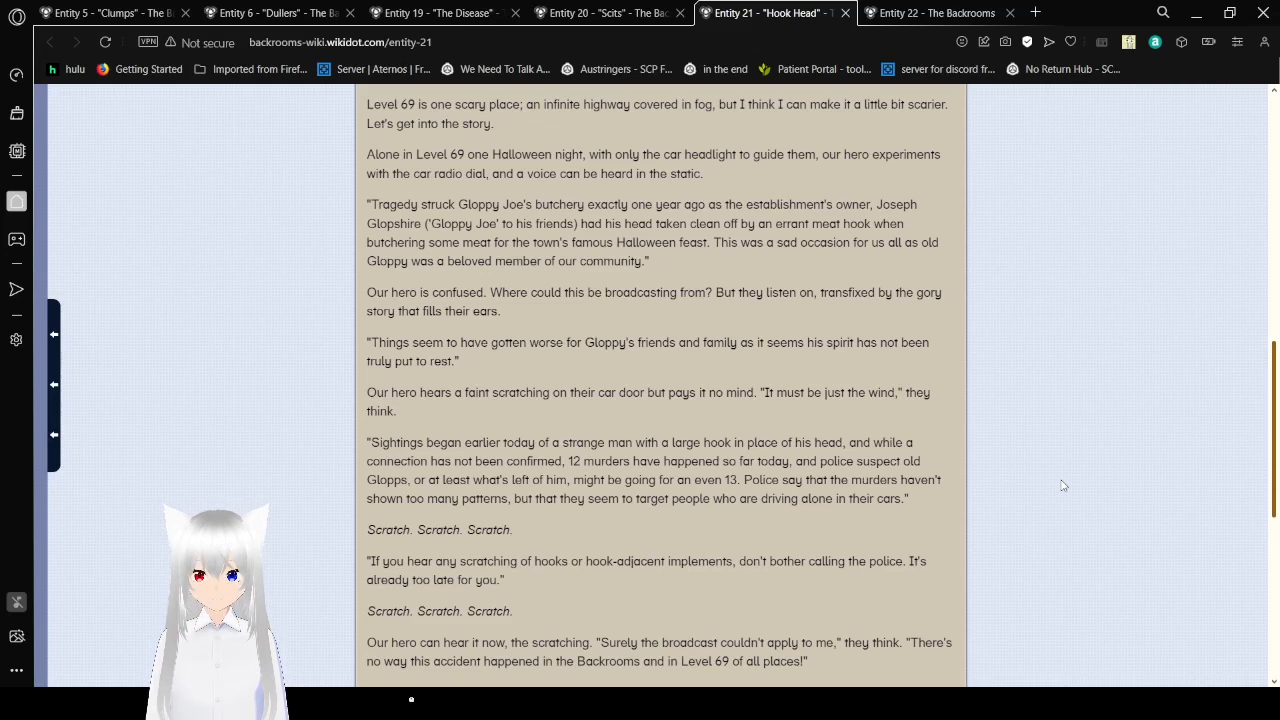 Entity 5 - "Clumps" - The B
Entity 6 - "Dullers" - The Ba
Entity 19 - "The Disease" -
Entity 20 - "Scits" - The Bac
Entity 21 - "Hook Head" - T
Entity 22 - The Backrooms
VPN
Not secure
backrooms-wiki.wikidot.com/entity-21
hulu
Getting Started
Imported from Firef...
Server | Aternos | Fr...
We Need To Talk A...
Austringers - SCP F...
in the end
Patient Portal - tool...
server for discord fr...
No Return Hub - SC...
Level 69 is one scary place; an infinite highway covered in fog, but I think I can make it a little bit scarier.
Let's get into the story.
Alone in Level 69 one Halloween night, with only the car headlight to guide them, our hero experiments
with the car radio dial, and a voice can be heard in the static.
"Tragedy struck Gloppy Joe's butchery exactly one year ago as the establishment's owner, Joseph
Glopshire ('Gloppy Joe' to his friends) had his head taken clean off by an errant meat hook when
butchering some meat for the town's famous Halloween feast. This was a sad occasion for us all as old
Gloppy was a beloved member of our community."
Our hero is confused. Where could this be broadcasting from? But they listen on, transfixed by the gory
story that fills their ears.
"Things seem to have gotten worse for Gloppy's friends and family as it seems his spirit has not been
truly put to rest."
Our hero hears a faint scratching on their car door but pays it no mind. "It must be just the wind," they
think.
"Sightings began earlier today of a strange man with a large hook in place of his head, and while a
connection has not been confirmed, 12 murders have happened so far today, and police suspect old
Glopps, or at least what's left of him, might be going for an even 13. Police say that the murders haven't
shown too many patterns, but that they seem to target people who are driving alone in their cars."
Scratch. Scratch. Scratch.
"If you hear any scratching of hooks or hook-adjacent implements, don't bother calling the police. It's
already too late for you."
Scratch. Scratch. Scratch.
Our hero can hear it now, the scratching. "Surely the broadcast couldn't apply to me," they think. "There's
no way this accident happened in the Backrooms and in Level 69 of all places!"